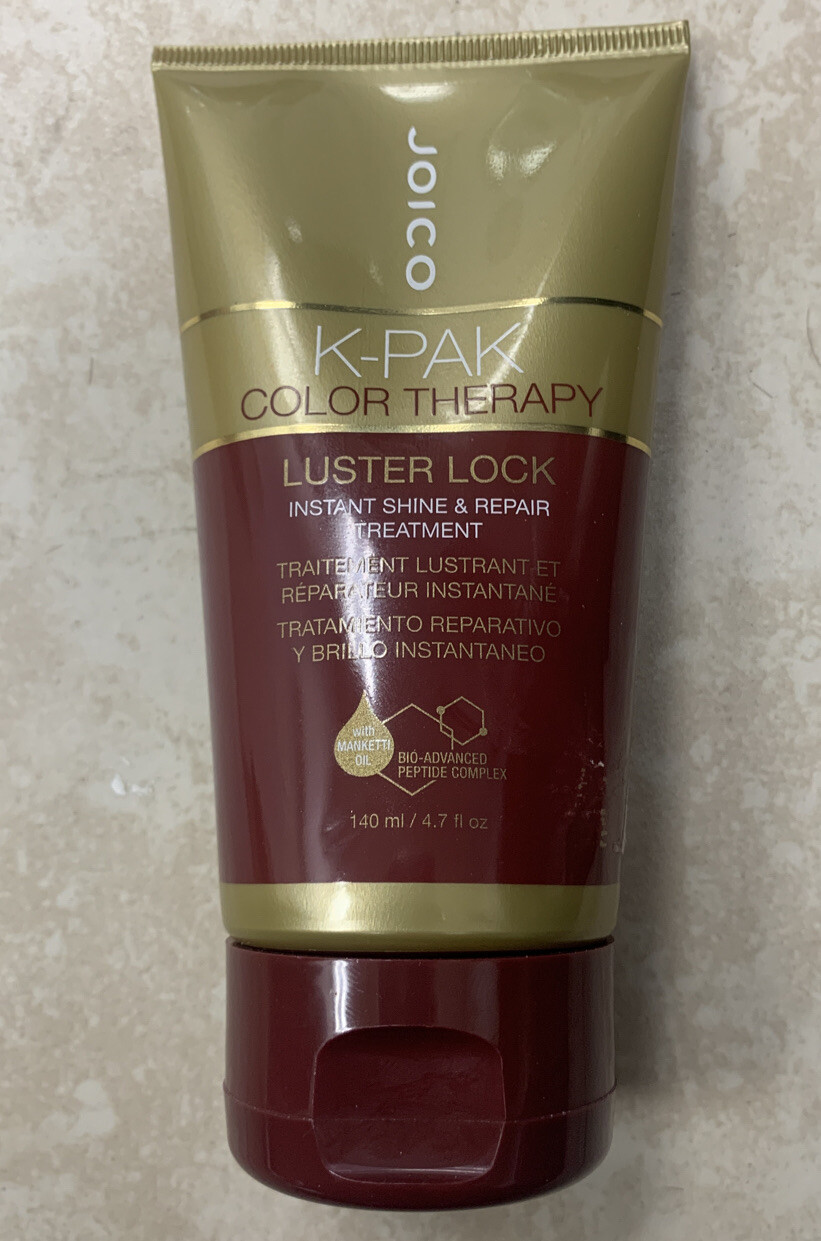 JOICO
K-PAK
COLOR THERAPY
LUSTER LOCK
INSTANT SHINE & REPAIR
TREATMENT
TRAITEMENT LUSTRANT ET
RÉPARATEUR INSTANTANÉ
TRATAMIENTO REPARATIVO
Y BRILLO INSTANTANEO
with
MANKETTI
OIL
BIO-ADVANCED
PEPTIDE COMPLEX
140 ml / 4.7 fl oz